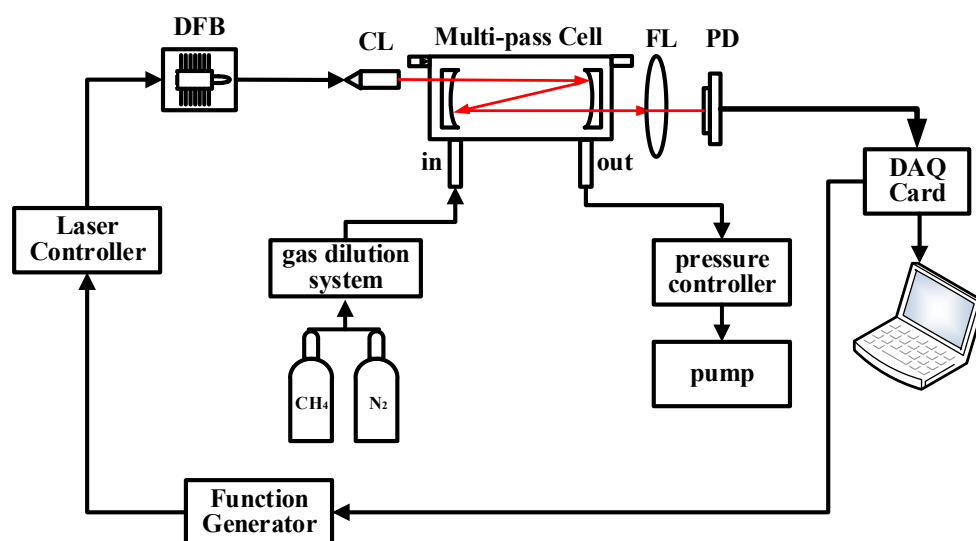 DFB
CL
Multi-pass Cell
FL
PD
in
out
DAQ
Card
Laser
Controller
gas dilution
system
pressure
controller
CH₄
N₂
pump
Function
Generator